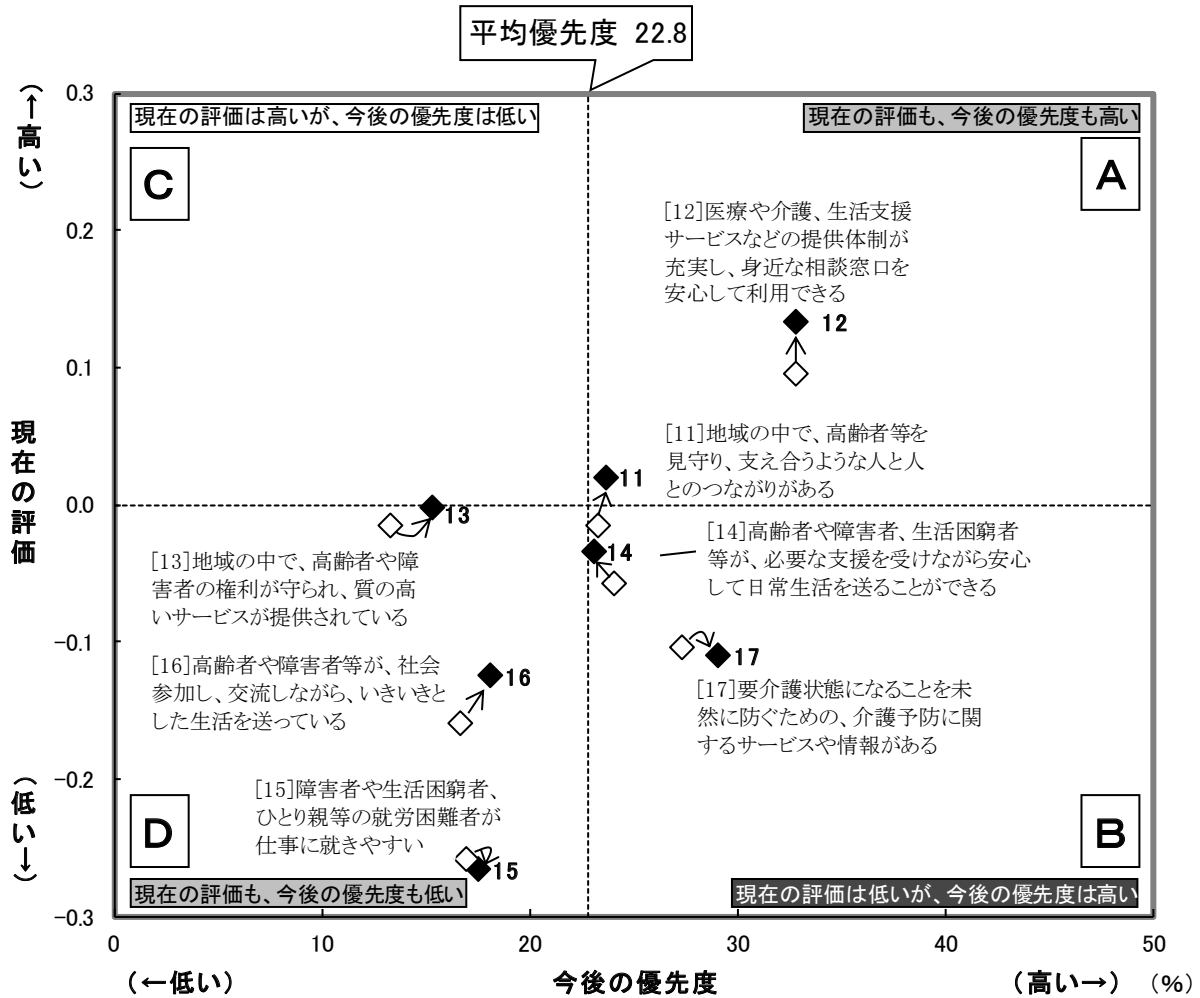 平均優先度 22.8
(←高い)
現在の評価
(低い→)
0.3
0.2
0.1
0.0
-0.1
-0.2
-0.3
現在の評価は高いが、今後の優先度は低い
C
現在の評価も、今後の優先度も高い
A
[12]医療や介護、生活支援
サービスなどの提供体制が
充実し、身近な相談窓口を
安心して利用できる
12
[11]地域の中で、高齢者等を
見守り、支え合うような人と人
とのつながりがある
11
13
[13]地域の中で、高齢者や障
害者の権利が守られ、質の高
いサービスが提供されている
14
[14]高齢者や障害者、生活困窮者
等が、必要な支援を受けながら安心
して日常生活を送ることができる
17
[17]要介護状態になることを未
然に防ぐための、介護予防に関
するサービスや情報がある
[16]高齢者や障害者等が、社会
参加し、交流しながら、いきいきと
した生活を送っている
16
[15]障害者や生活困窮者、
ひとり親等の就労困難者が
仕事に就きやすい
15
D
現在の評価も、今後の優先度も低い
B
現在の評価は低いが、今後の優先度は高い
0
10
20
30
40
50
(←低い)
今後の優先度
(高い→)
(%)